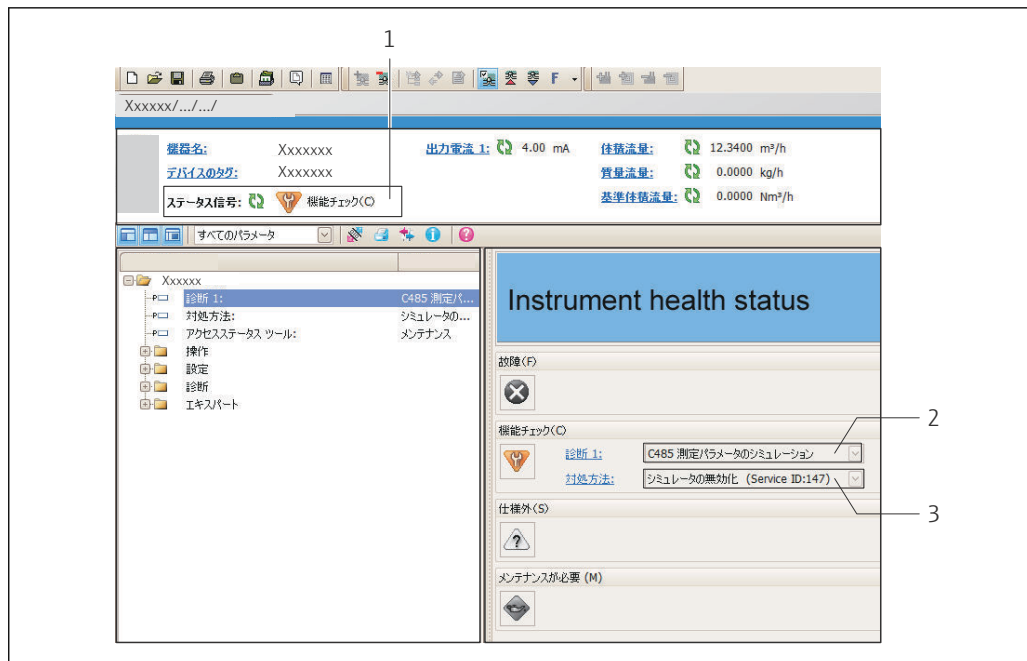 1
F
Xxxxxx/.../.../
機器名: Xxxxxxx 出力電流 1: 4.00 mA 体積流量: 12.3400 m³/h
デバイスのタグ: Xxxxxxx 質量流量: 0.0000 kg/h
ステータス信号: 機能チェック(C) 基準体積流量: 0.0000 Nm³/h
すべてのパラメータ
Xxxxxx
診断 1: C485 測定パ...
対処方法: シミュレータの...
アクセスステータス ツール: メンテナンス
操作
設定
診断
エキスパート
Instrument health status
故障(F)
機能チェック(C)
診断 1: C485 測定パラメータのシミュレーション
2
対処方法: シミュレータの無効化 (Service ID:147)
3
仕様外(S)
メンテナンスが必要 (M)